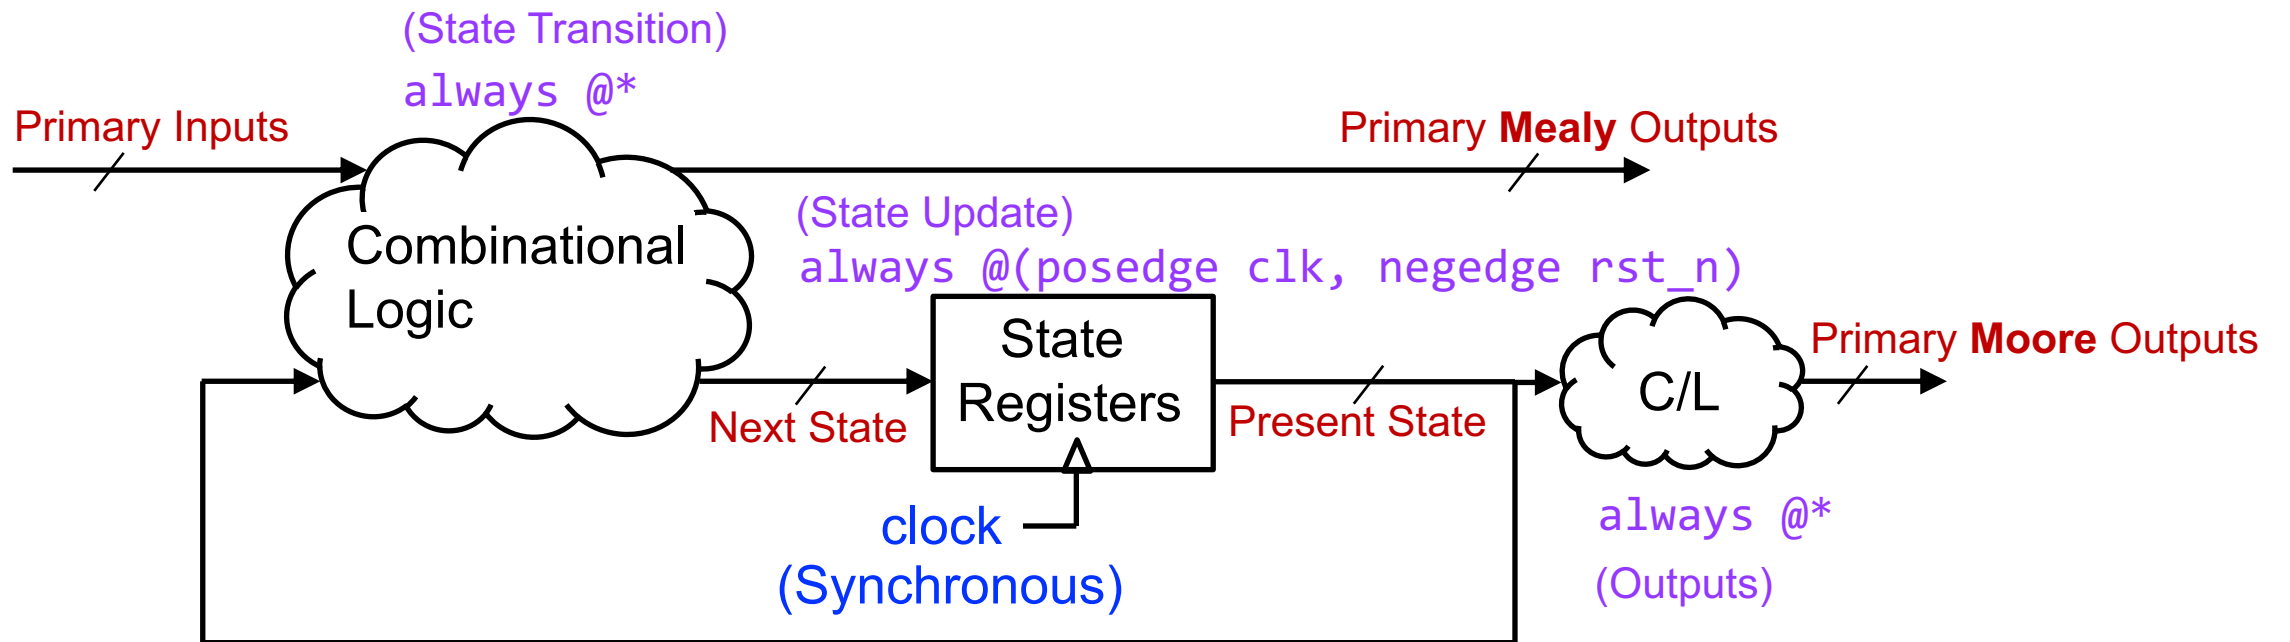 (State Transition)
always @*
Primary Inputs
Primary Mealy Outputs
(State Update)
always @(posedge clk, negedge rst_n)
Combinational
Logic
State
Registers
Primary Moore Outputs
C/L
Next State
Present State
clock
(Synchronous)
always @*
(Outputs)